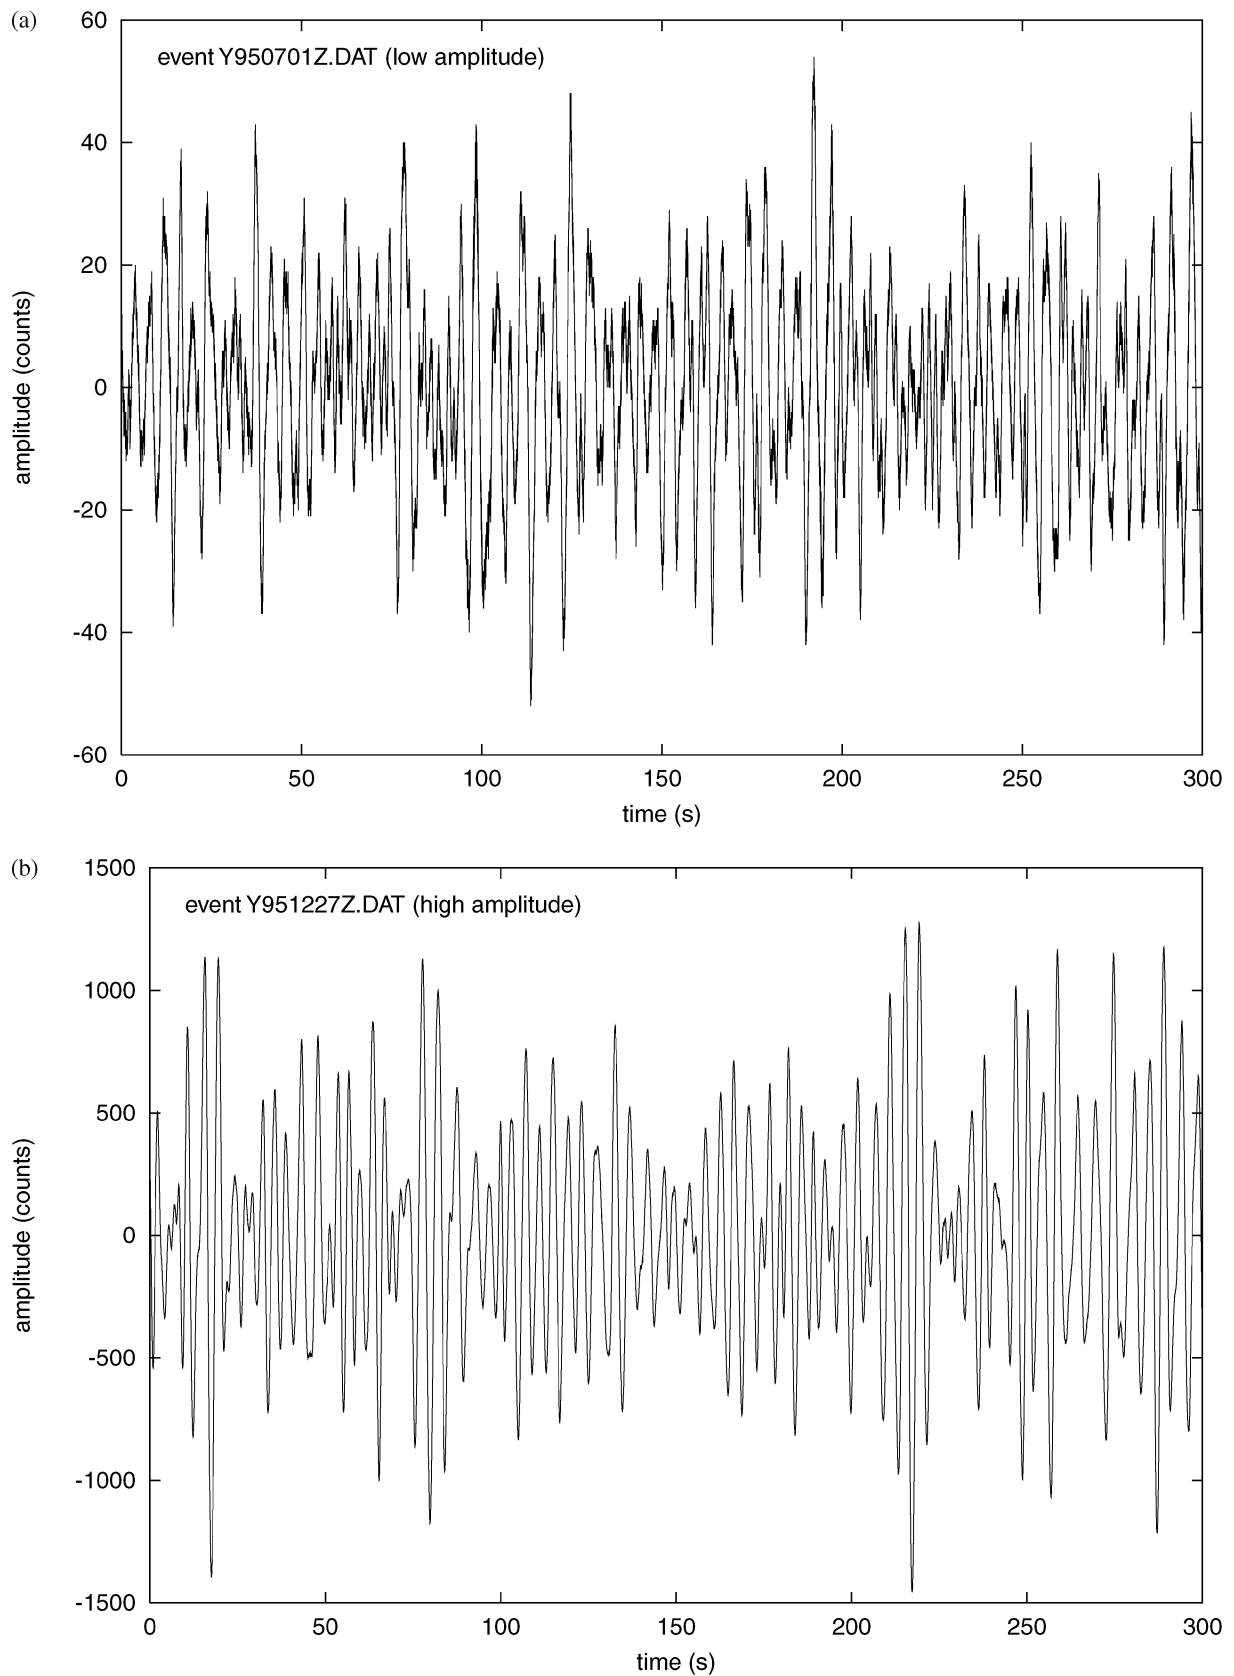 (a)
60
event Y950701Z.DAT (low amplitude)
40
20
0
-20
-40
-60
amplitude (counts)
0 50 100 150 200 250 300
time (s)
(b)
1500
event Y951227Z.DAT (high amplitude)
1000
500
0
-500
-1000
-1500
amplitude (counts)
0 50 100 150 200 250 300
time (s)